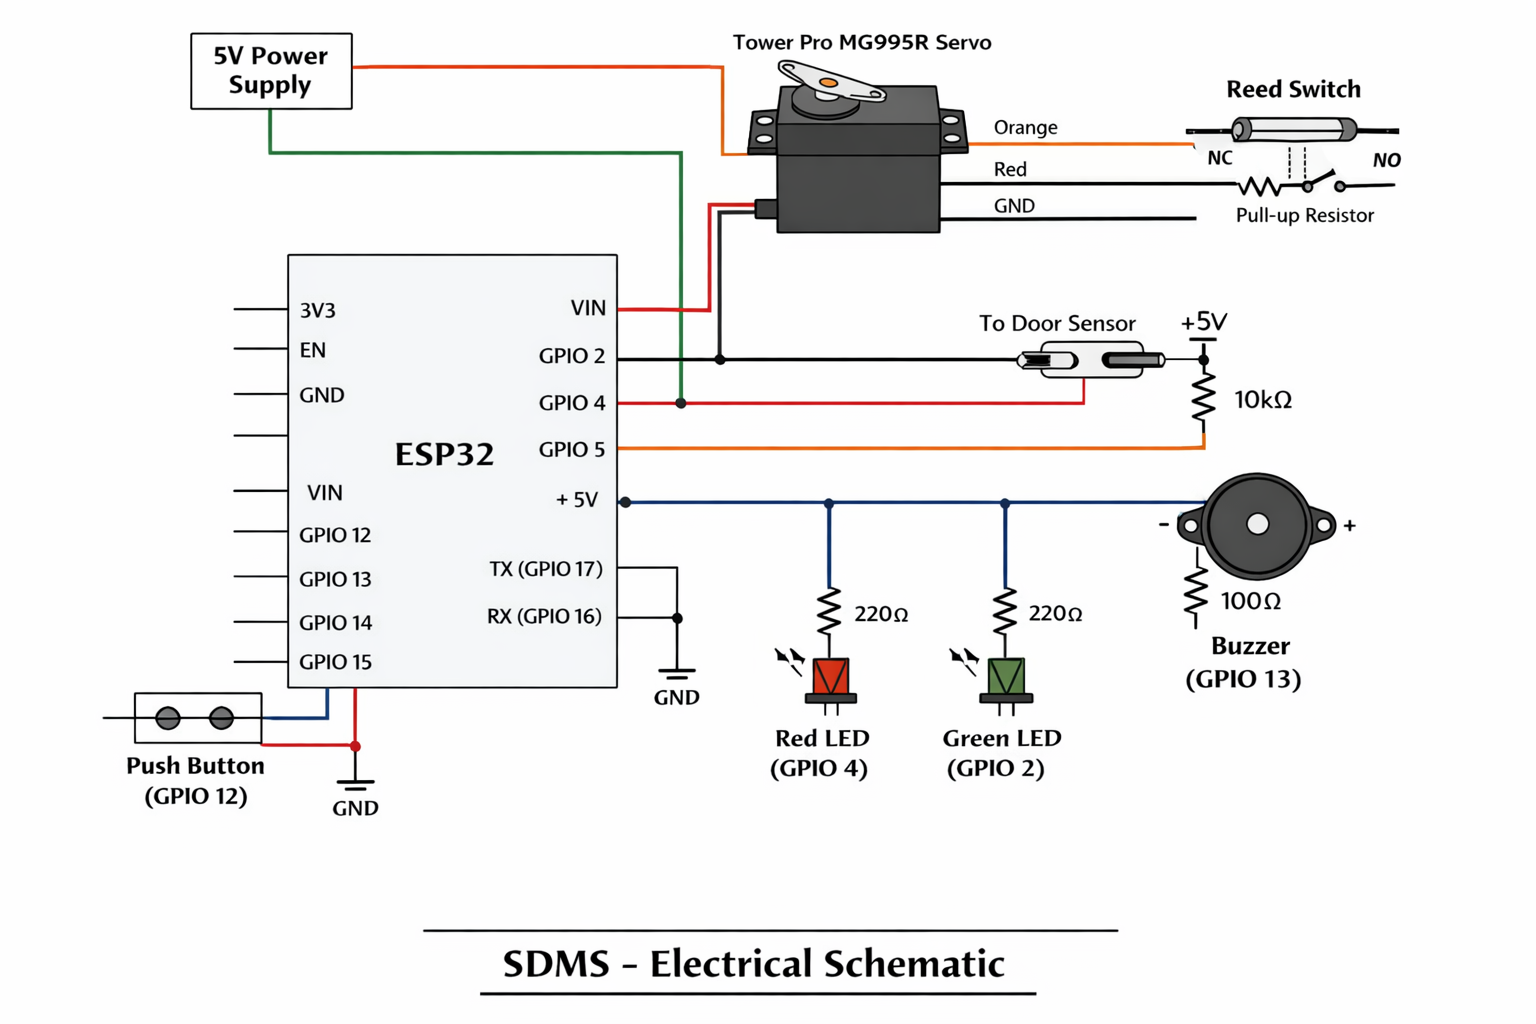 5V Power
Supply
Tower Pro MG995R Servo
Reed Switch
Orange
NC
NO
Red
GND
Pull-up Resistor
3V3
EN
GND
VIN
GPIO 12
GPIO 13
GPIO 14
GPIO 15
ESP32
VIN
GPIO 2
GPIO 4
GPIO 5
+ 5V
TX (GPIO 17)
RX (GPIO 16)
GND
To Door Sensor
+5V
10kΩ
- +
220Ω
220Ω
100Ω
Buzzer
(GPIO 13)
Red LED
(GPIO 4)
Green LED
(GPIO 2)
Push Button
(GPIO 12)
GND
SDMS – Electrical Schematic